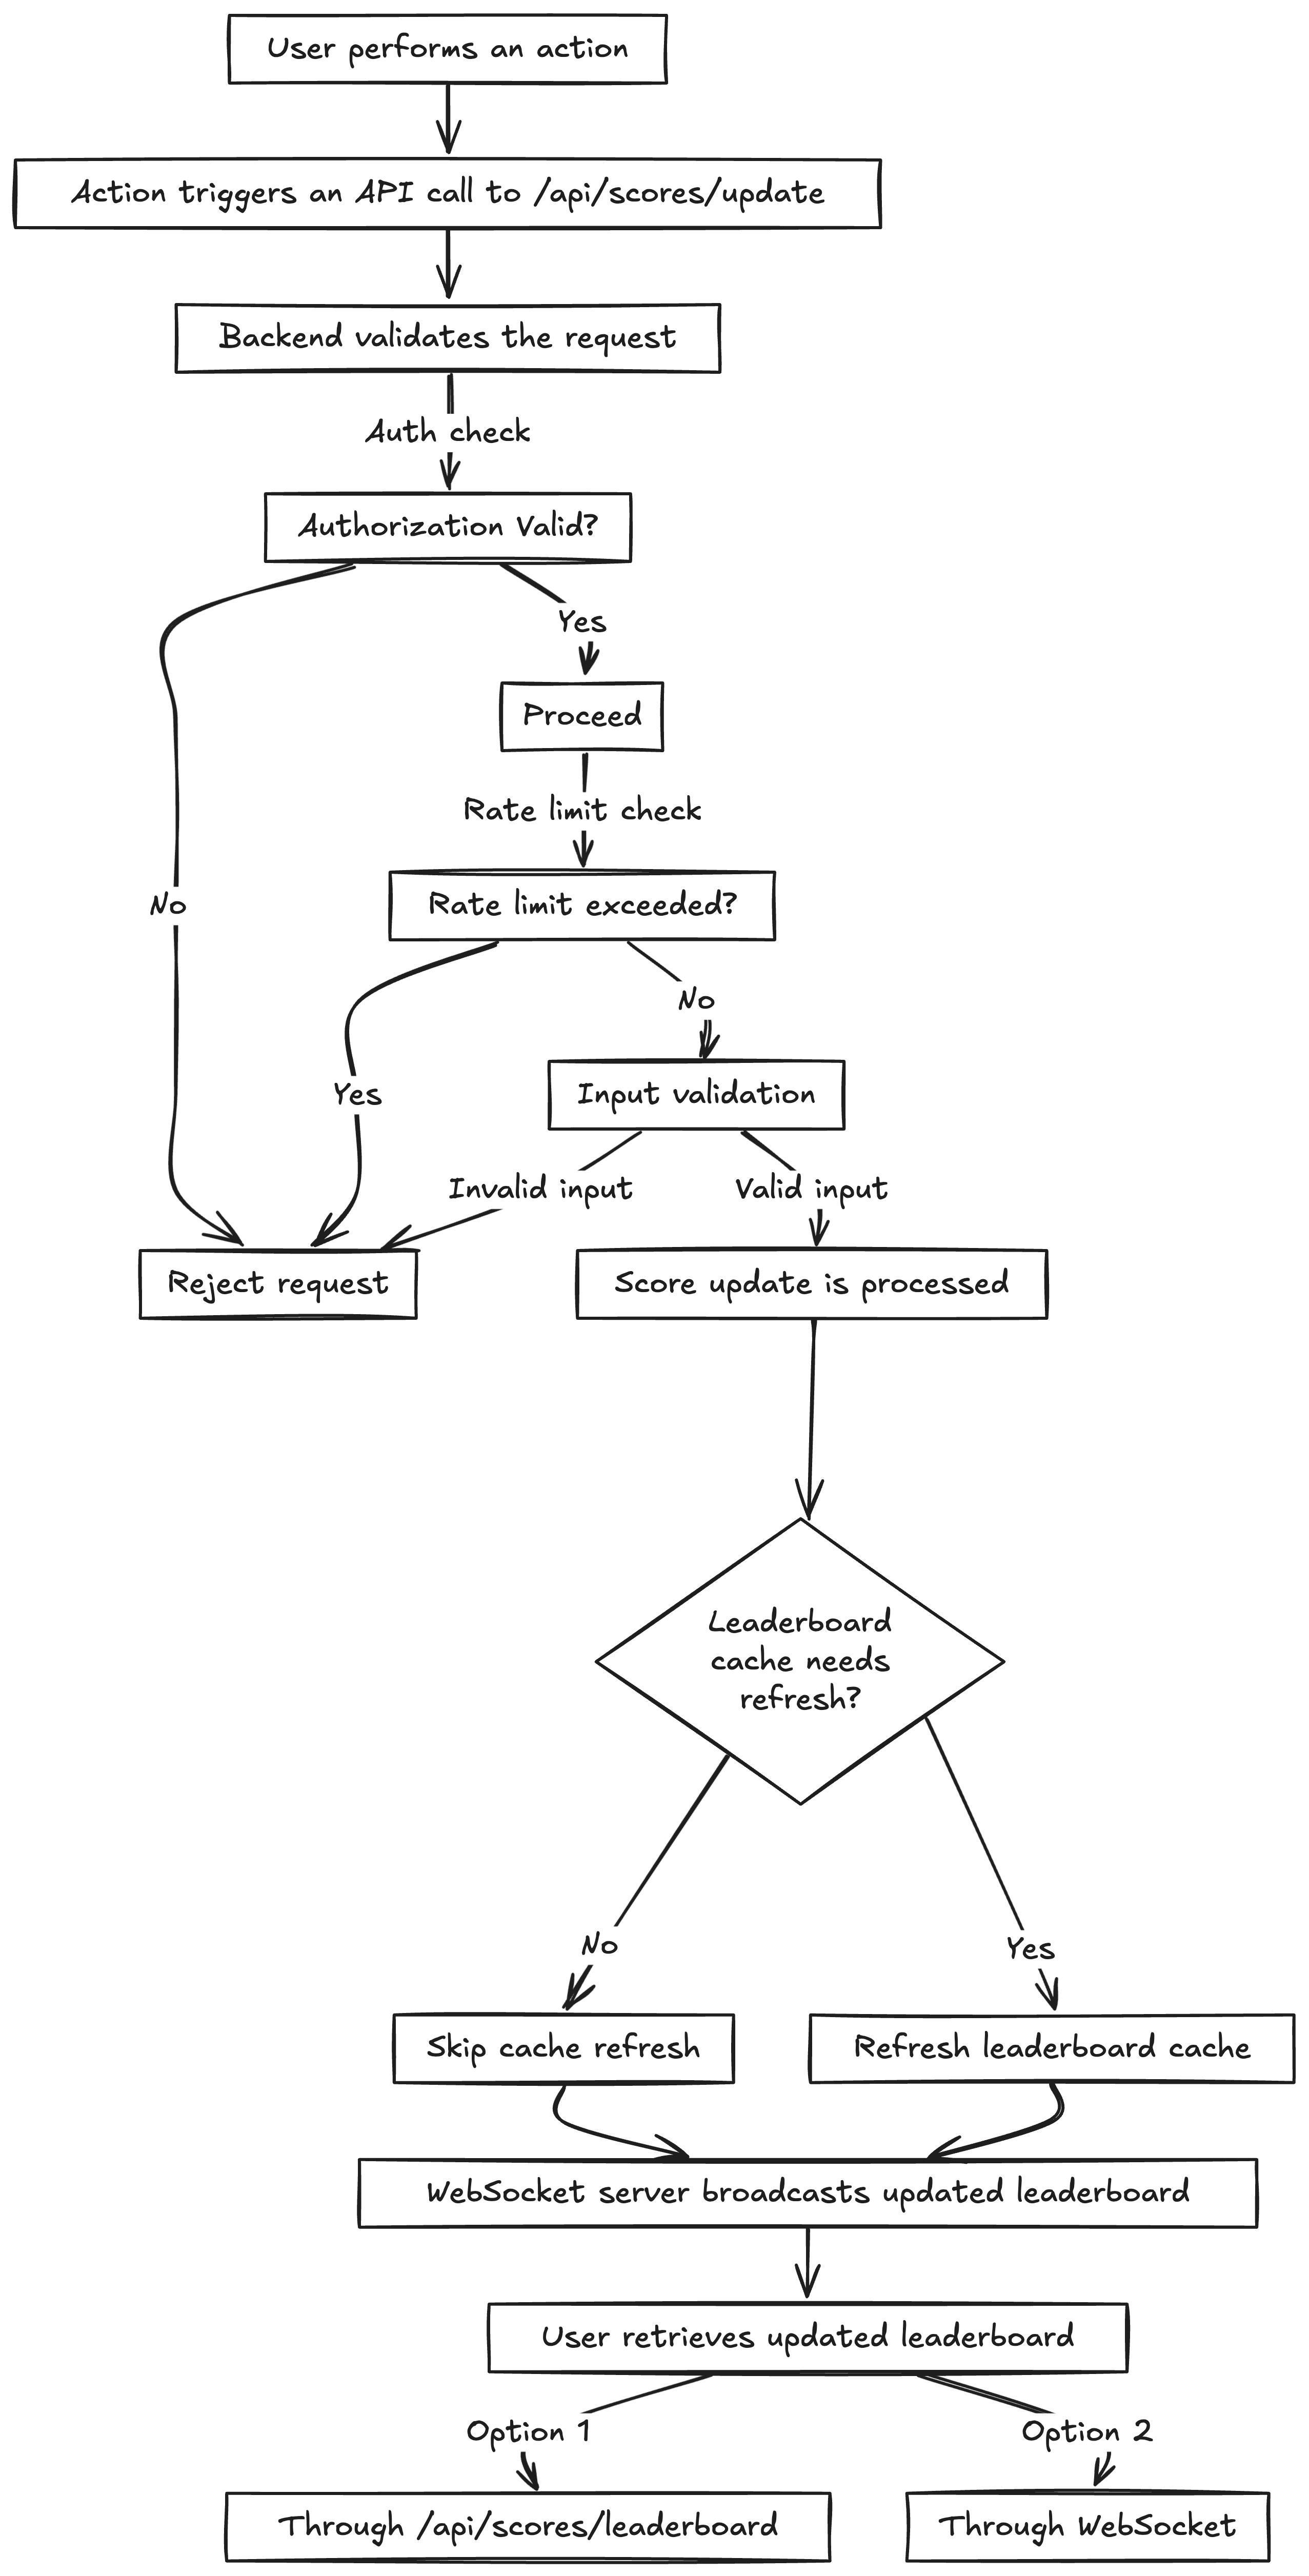 User performs an action
Action triggers an API call to /api/scores/update
Backend validates the request
Auth check
Authorization Valid?
Yes
Proceed
Rate limit check
No
Rate limit exceeded?
No
Yes
Input validation
Invalid input
Valid input
Reject request
Score update is processed
Leaderboard
cache needs
refresh?
No
Yes
Skip cache refresh
Refresh leaderboard cache
WebSocket server broadcasts updated leaderboard
User retrieves updated leaderboard
Option 1
Option 2
Through /api/scores/leaderboard
Through WebSocket